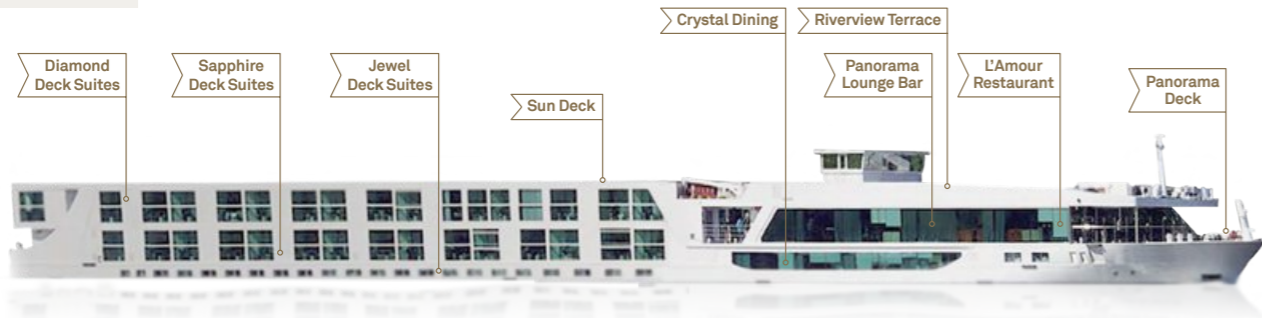 Crystal Dining
Riverview Terrace
Diamond
Deck Suites
Sapphire
Deck Suites
Jewel
Deck Suites
Sun Deck
Panorama
Lounge Bar
L'Amour
Restaurant
Panorama
Deck